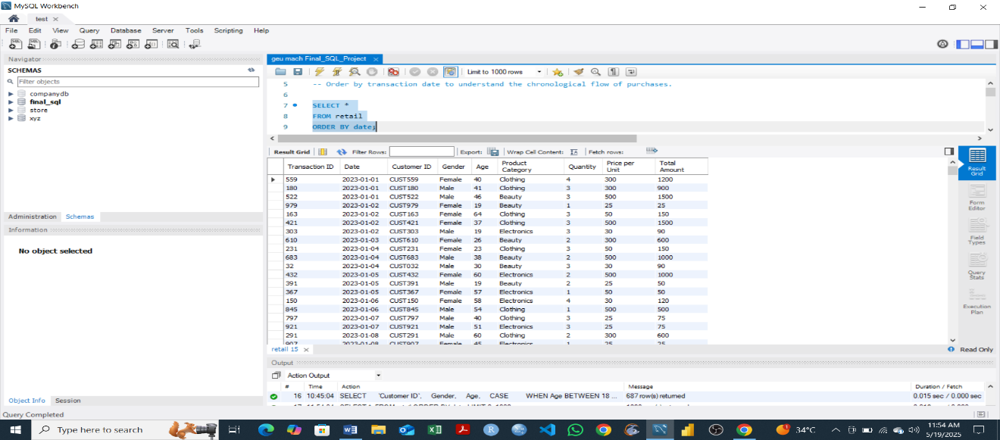 MySQL Workbench
test ×
File Edit View Query Database Server Tools Scripting Help
Navigator
SCHEMAS
Filter objects
companydb
final_sql
store
xyz
Administration Schemas
Information
No object selected
Object Info Session
Query Completed
geu mach Final_SQL_Project ×
Limit to 1000 rows
5 -- Order by transaction date to understand the chronological flow of purchases.
6
7 SELECT *
8 FROM retail
9 ORDER BY date;
Result Grid Filter Rows: Export: Wrap Cell Content: Fetch rows:
Transaction ID Date Customer ID Gender Age Product Category Quantity Price per Unit Total Amount
559 2023-01-01 CUST559 Female 40 Clothing 4 300 1200
180 2023-01-01 CUST180 Male 41 Clothing 3 300 900
522 2023-01-01 CUST522 Male 46 Beauty 3 500 1500
979 2023-01-02 CUST979 Female 19 Beauty 1 25 25
163 2023-01-02 CUST163 Female 64 Clothing 3 50 150
421 2023-01-02 CUST421 Female 37 Clothing 3 500 1500
303 2023-01-02 CUST303 Male 19 Electronics 3 30 90
610 2023-01-03 CUST610 Female 26 Beauty 2 300 600
231 2023-01-04 CUST231 Female 23 Clothing 3 50 150
683 2023-01-04 CUST683 Male 38 Beauty 2 500 1000
32 2023-01-04 CUST032 Male 30 Beauty 3 30 90
432 2023-01-05 CUST432 Female 60 Electronics 2 500 1000
391 2023-01-05 CUST391 Male 19 Beauty 2 25 50
367 2023-01-05 CUST367 Female 57 Electronics 1 50 50
150 2023-01-06 CUST150 Female 58 Electronics 4 30 120
845 2023-01-06 CUST845 Male 54 Clothing 1 500 500
797 2023-01-07 CUST797 Male 40 Clothing 3 25 75
921 2023-01-07 CUST921 Male 51 Electronics 3 25 75
291 2023-01-08 CUST291 Male 60 Clothing 2 300 600
907 2023-01-08 CUST907 Female 45 Electronics 1 25 25
Result Grid
Form Editor
Field Types
Query Stats
Execution Plan
retail 15 ×
Read Only
Output
Action Output
# Time Action Message Duration / Fetch
16 10:45:04 SELECT `Customer ID`, Gender, Age, CASE WHEN Age BETWEEN 18 ... 687 row(s) returned 0.015 sec / 0.000 sec
Type here to search
34°C
11:54 AM
5/19/2025